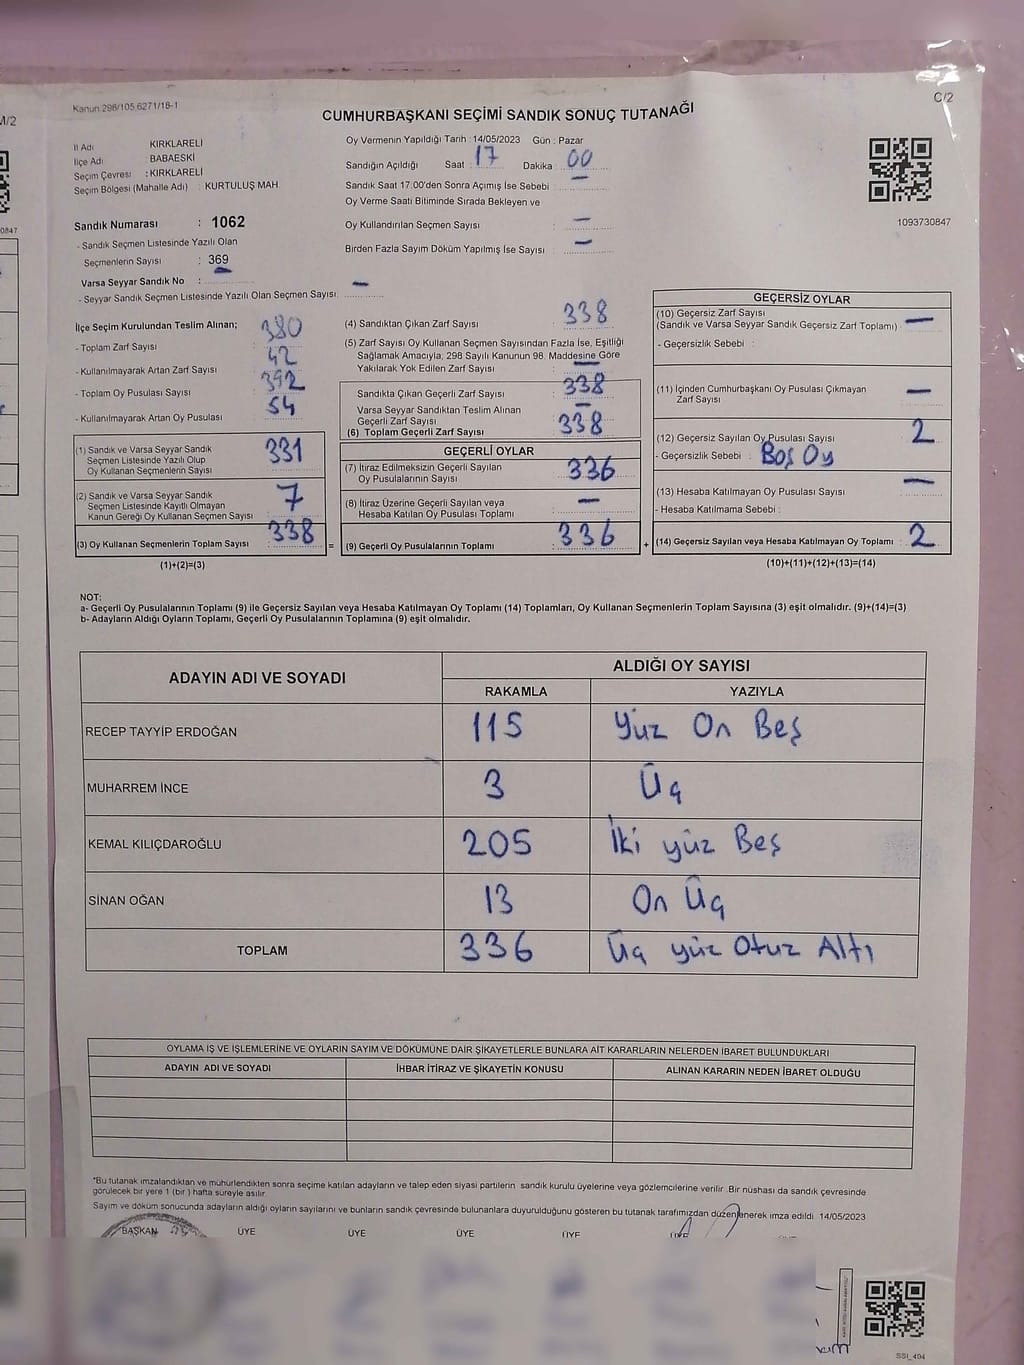 Kanun 298/105,6271/18-1
C/2
M/2
CUMHURBAŞKANI SEÇİMİ SANDIK SONUÇ TUTANAĞI
İl Adı KIRKLARELİ
İlçe Adı : BABAESKİ
Seçim Çevresi : KIRKLARELİ
Seçim Bölgesi (Mahalle Adı) : KURTULUŞ MAH.
Sandık Numarası : 1062
- Sandık Seçmen Listesinde Yazılı Olan
Seçmenlerin Sayısı : 369
Varsa Seyyar Sandık No : —
- Seyyar Sandık Seçmen Listesinde Yazılı Olan Seçmen Sayısı:
Oy Vermenin Yapıldığı Tarih : 14/05/2023 Gün : Pazar
Sandığın Açıldığı Saat : 17 Dakika : 00
Sandık Saat 17:00'den Sonra Açımış İse Sebebi : —
Oy Verme Saati Bitiminde Sırada Bekleyen ve
Oy Kullandırılan Seçmen Sayısı : —
Birden Fazla Sayım Döküm Yapılmış İse Sayısı : —
1093730847
0847
İlçe Seçim Kurulundan Teslim Alınan;
- Toplam Zarf Sayısı : 380
- Kullanılmayarak Artan Zarf Sayısı : 42
- Toplam Oy Pusulası Sayısı : 392
- Kullanılmayarak Artan Oy Pusulası : 54
(1) Sandık ve Varsa Seyyar Sandık
Seçmen Listesinde Yazılı Olup
Oy Kullanan Seçmenlerin Sayısı : 331
(2) Sandık ve Varsa Seyyar Sandık
Seçmen Listesinde Kayıtlı Olmayan
Kanun Gereği Oy Kullanan Seçmen Sayısı : 7
(3) Oy Kullanan Seçmenlerin Toplam Sayısı : 338
(1)+(2)=(3)
=
(4) Sandıktan Çıkan Zarf Sayısı : 338
(5) Zarf Sayısı Oy Kullanan Seçmen Sayısından Fazla İse, Eşitliği
Sağlamak Amacıyla, 298 Sayılı Kanunun 98. Maddesine Göre
Yakılarak Yok Edilen Zarf Sayısı : —
Sandıkta Çıkan Geçerli Zarf Sayısı : 338
Varsa Seyyar Sandıktan Teslim Alınan
Geçerli Zarf Sayısı : —
(6) Toplam Geçerli Zarf Sayısı : 338
GEÇERLİ OYLAR
(7) İtiraz Edilmeksizin Geçerli Sayılan
Oy Pusulalarının Sayısı : 336
(8) İtiraz Üzerine Geçerli Sayılan veya
Hesaba Katılan Oy Pusulası Toplamı : —
(9) Geçerli Oy Pusulalarının Toplamı : 336
+
GEÇERSİZ OYLAR
(10) Geçersiz Zarf Sayısı
(Sandık ve Varsa Seyyar Sandık Geçersiz Zarf Toplamı) : —
- Geçersizlik Sebebi :
(11) İçinden Cumhurbaşkanı Oy Pusulası Çıkmayan
Zarf Sayısı : —
(12) Geçersiz Sayılan Oy Pusulası Sayısı : 2
- Geçersizlik Sebebi : Boş Oy
(13) Hesaba Katılmayan Oy Pusulası Sayısı : —
- Hesaba Katılmama Sebebi :
(14) Geçersiz Sayılan veya Hesaba Katılmayan Oy Toplamı : 2
(10)+(11)+(12)+(13)=(14)
NOT:
a- Geçerli Oy Pusulalarının Toplamı (9) ile Geçersiz Sayılan veya Hesaba Katılmayan Oy Toplamı (14) Toplamları, Oy Kullanan Seçmenlerin Toplam Sayısına (3) eşit olmalıdır. (9)+(14)=(3)
b- Adayların Aldığı Oyların Toplamı, Geçerli Oy Pusulalarının Toplamına (9) eşit olmalıdır.
ADAYIN ADI VE SOYADI ALDIĞI OY SAYISI
RAKAMLA YAZIYLA
RECEP TAYYİP ERDOĞAN 115 Yüz On Beş
MUHARREM İNCE 3 Üç
KEMAL KILIÇDAROĞLU 205 İki yüz Beş
SİNAN OĞAN 13 On Üç
TOPLAM 336 Üç yüz Otuz Altı
OYLAMA İŞ VE İŞLEMLERİNE VE OYLARIN SAYIM VE DÖKÜMÜNE DAİR ŞİKAYETLERLE BUNLARA AİT KARARLARIN NELERDEN İBARET BULUNDUKLARI
ADAYIN ADI VE SOYADI İHBAR İTİRAZ VE ŞİKAYETİN KONUSU ALINAN KARARIN NEDEN İBARET OLDUĞU
*Bu tutanak imzalandıktan ve mühürlendikten sonra seçime katılan adayların ve talep eden siyasi partilerin sandık kurulu üyelerine veya gözlemcilerine verilir. Bir nüshası da sandık çevresinde
görülecek bir yere 1 (bir ) hafta süreyle asılır.
Sayım ve döküm sonucunda adayların aldığı oyların sayılarını ve bunların sandık çevresinde bulunanlara duyurulduğunu gösteren bu tutanak tarafımızdan düzenlenerek imza edildi. 14/05/2023
BAŞKAN ÜYE ÜYE ÜYE ÜYE ÜYE ÜYE
SSI_404